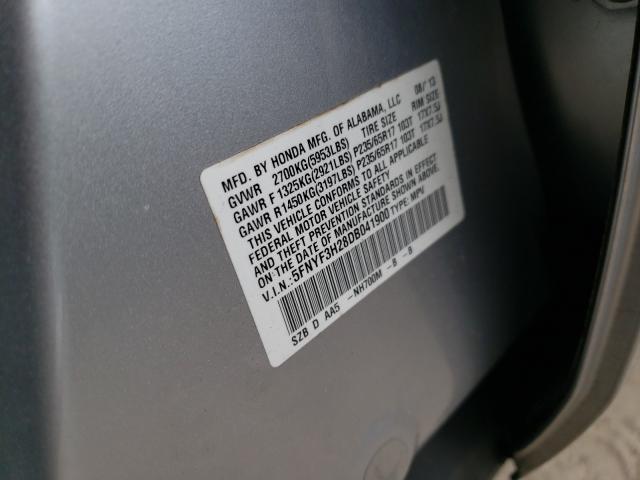 MFD. BY HONDA MFG. OF ALABAMA, LLC 08/'13
GVWR 2700KG(5953LBS) TIRE SIZE RIM SIZE
GAWR F 1325KG(2921LBS) P235/65R17 103T 17X7.5J
GAWR R1450KG(3197LBS) P235/65R17 103T 17X7.5J
THIS VEHICLE CONFORMS TO ALL APPLICABLE
FEDERAL MOTOR VEHICLE SAFETY
AND THEFT PREVENTION STANDARDS IN EFFECT
ON THE DATE OF MANUFACTURE SHOWN ABOVE.
V.I.N.:5FNYF3H28DB041900 TYPE: MPV
SZB D AA5 -NH700M -B -B